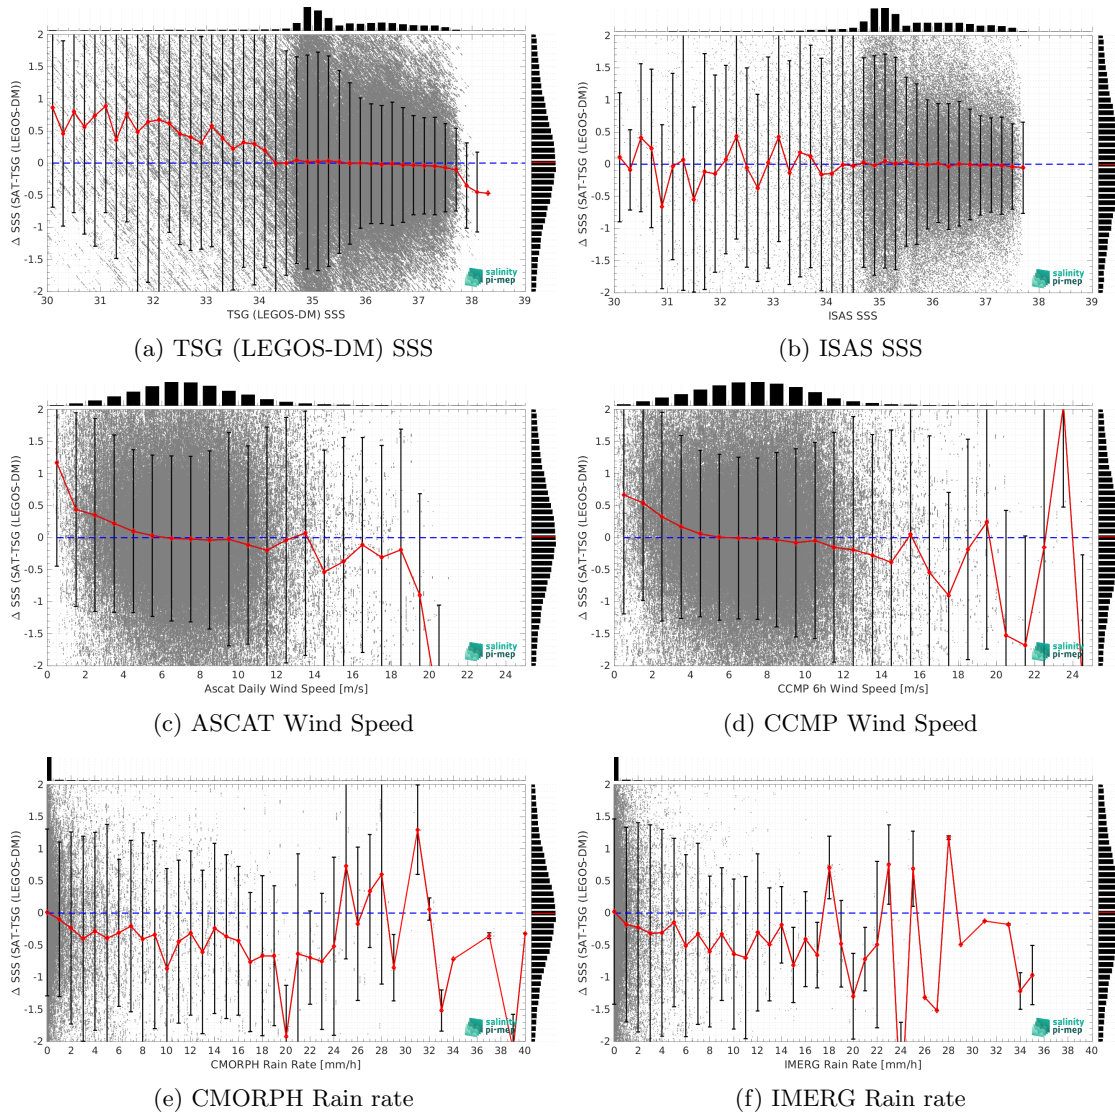 2
1.5
1
0.5
0
-0.5
-1
-1.5
-2
Δ SSS (SAT-TSG (LEGOS-DM))
30 31 32 33 34 35 36 37 38 39
TSG (LEGOS-DM) SSS
salinity
pi-mep
(a) TSG (LEGOS-DM) SSS
2
1.5
1
0.5
0
-0.5
-1
-1.5
-2
Δ SSS (SAT-TSG (LEGOS-DM))
30 31 32 33 34 35 36 37 38 39
ISAS SSS
salinity
pi-mep
(b) ISAS SSS
2
1.5
1
0.5
0
-0.5
-1
-1.5
-2
Δ SSS (SAT-TSG (LEGOS-DM))
0 2 4 6 8 10 12 14 16 18 20 22 24
Ascat Daily Wind Speed [m/s]
salinity
pi-mep
(c) ASCAT Wind Speed
2
1.5
1
0.5
0
-0.5
-1
-1.5
-2
Δ SSS (SAT-TSG (LEGOS-DM))
0 2 4 6 8 10 12 14 16 18 20 22 24
CCMP 6h Wind Speed [m/s]
salinity
pi-mep
(d) CCMP Wind Speed
2
1.5
1
0.5
0
-0.5
-1
-1.5
-2
Δ SSS (SAT-TSG (LEGOS-DM))
0 2 4 6 8 10 12 14 16 18 20 22 24 26 28 30 32 34 36 38 40
CMORPH Rain Rate [mm/h]
salinity
pi-mep
(e) CMORPH Rain rate
2
1.5
1
0.5
0
-0.5
-1
-1.5
-2
Δ SSS (SAT-TSG (LEGOS-DM))
0 2 4 6 8 10 12 14 16 18 20 22 24 26 28 30 32 34 36 38 40
IMERG Rain Rate [mm/h]
salinity
pi-mep
(f) IMERG Rain rate